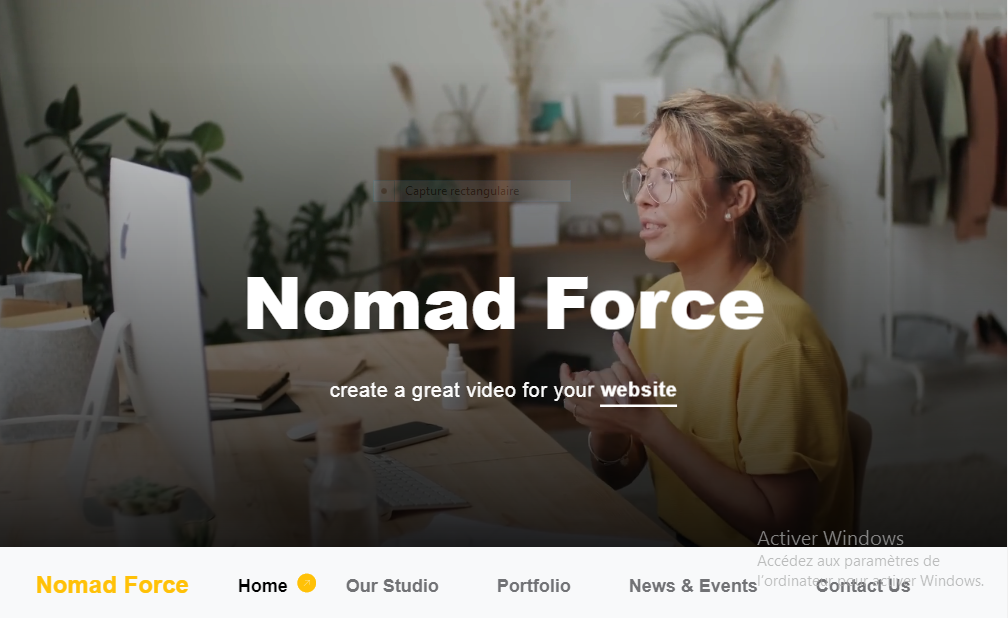 Capture rectangulaire
Nomad Force
create a great video for your website
Activer Windows
Accédez aux paramètres de
l'ordinateur pour activer Windows.
Nomad Force Home Our Studio Portfolio News & Events Contact Us